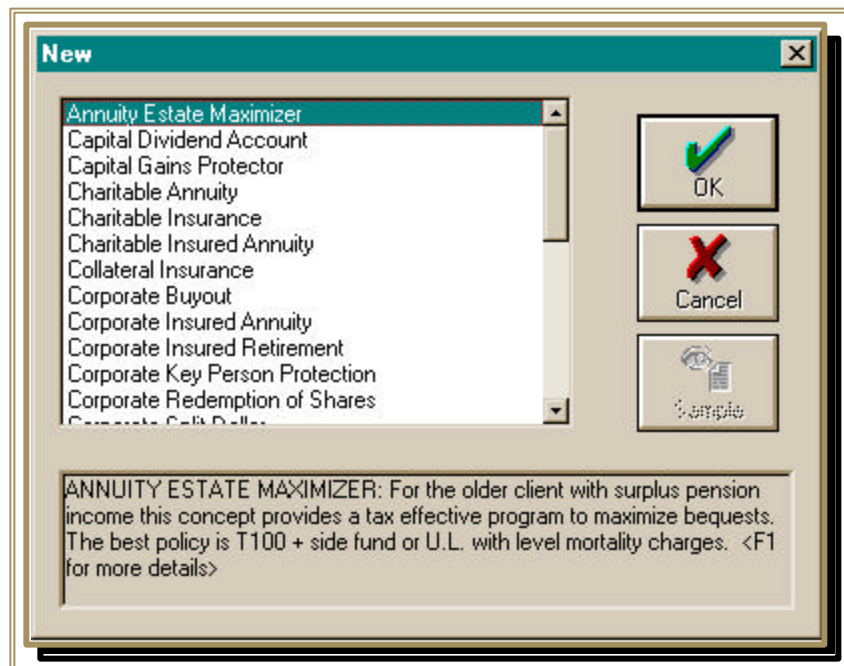 New
Annuity Estate Maximizer
Capital Dividend Account
Capital Gains Protector
Charitable Annuity
Charitable Insurance
Charitable Insured Annuity
Collateral Insurance
Corporate Buyout
Corporate Insured Annuity
Corporate Insured Retirement
Corporate Key Person Protection
Corporate Redemption of Shares
Corporate Split Dollar
OK
Cancel
Sample
ANNUITY ESTATE MAXIMIZER: For the older client with surplus pension
income this concept provides a tax effective program to maximize bequests.
The best policy is T100 + side fund or U.L. with level mortality charges. <F1
for more details>